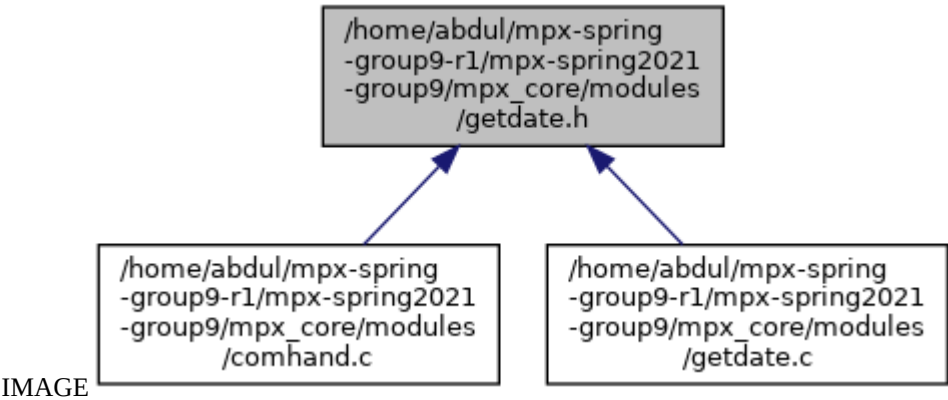 /home/abdul/mpx-spring
-group9-r1/mpx-spring2021
-group9/mpx_core/modules
/getdate.h
/home/abdul/mpx-spring
-group9-r1/mpx-spring2021
-group9/mpx_core/modules
/comhand.c
/home/abdul/mpx-spring
-group9-r1/mpx-spring2021
-group9/mpx_core/modules
/getdate.c
IMAGE